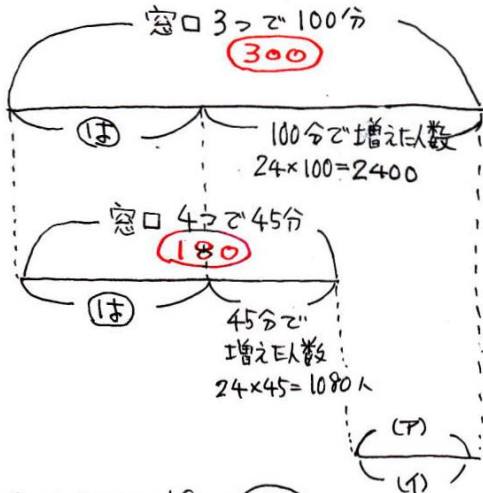 窓口3つで100分
300
は
100分で増えた人数
24×100=2400
窓口4つで45分
180
は
45分で
増えた人数
24×45=1080人
(ア)
(イ)